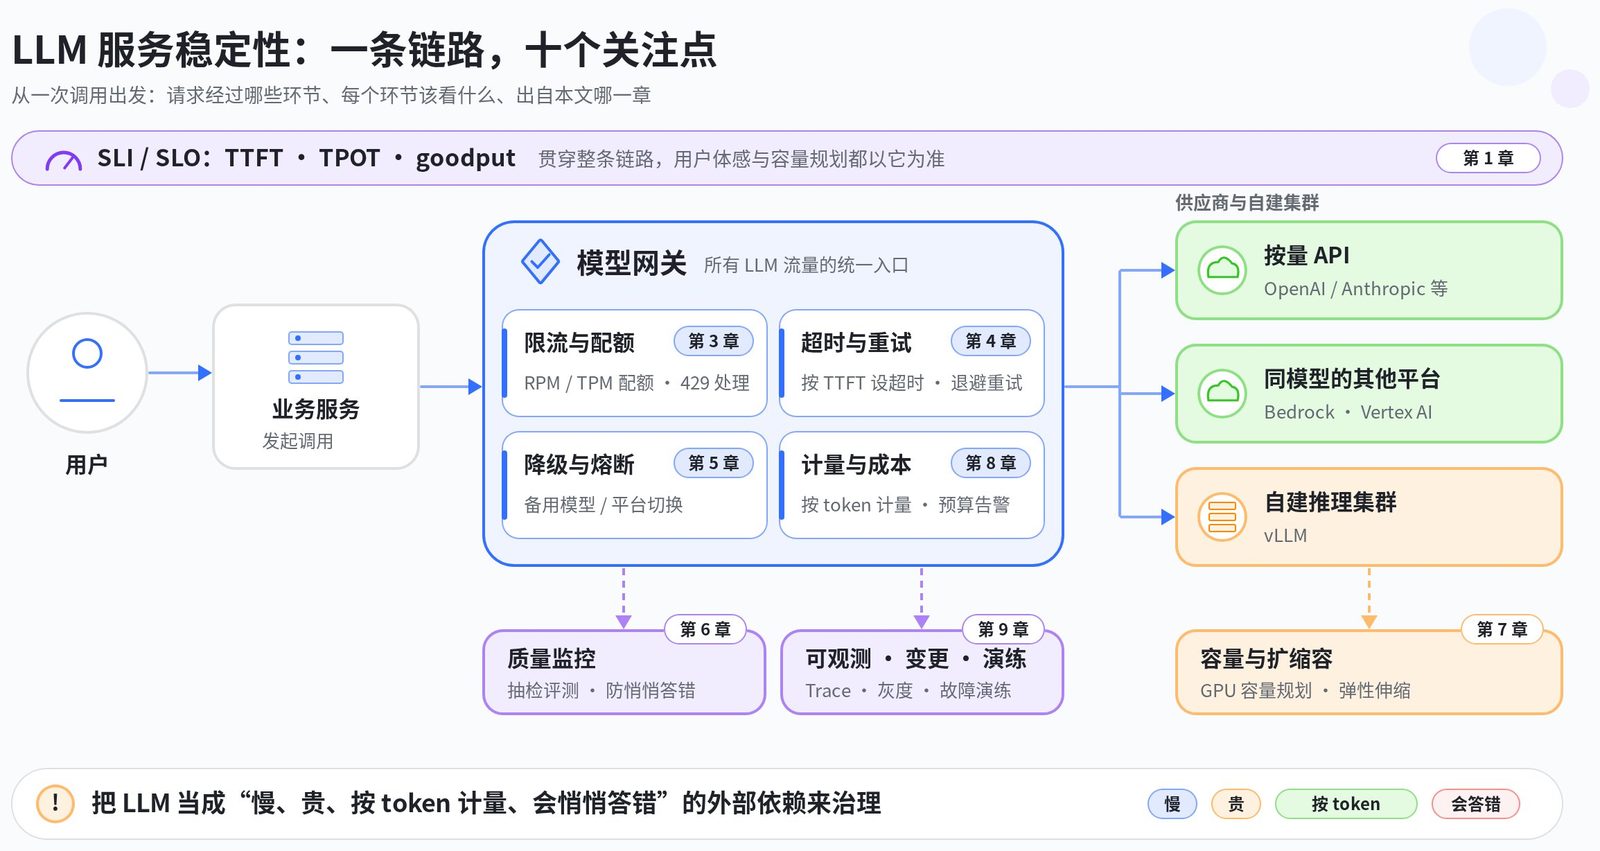 LLM 服务稳定性：一条链路，十个关注点
从一次调用出发：请求经过哪些环节、每个环节该看什么、出自本文哪一章
SLI / SLO：TTFT · TPOT · goodput 贯穿整条链路，用户体感与容量规划都以它为准 第 1 章
用户
业务服务
发起调用
模型网关 所有 LLM 流量的统一入口
限流与配额 第 3 章
RPM / TPM 配额 · 429 处理
超时与重试 第 4 章
按 TTFT 设超时 · 退避重试
降级与熔断 第 5 章
备用模型 / 平台切换
计量与成本 第 8 章
按 token 计量 · 预算告警
供应商与自建集群
按量 API
OpenAI / Anthropic 等
同模型的其他平台
Bedrock · Vertex AI
自建推理集群
vLLM
第 6 章
质量监控
抽检评测 · 防悄悄答错
第 9 章
可观测 · 变更 · 演练
Trace · 灰度 · 故障演练
第 7 章
容量与扩缩容
GPU 容量规划 · 弹性伸缩
! 把 LLM 当成“慢、贵、按 token 计量、会悄悄答错”的外部依赖来治理 慢 贵 按 token 会答错